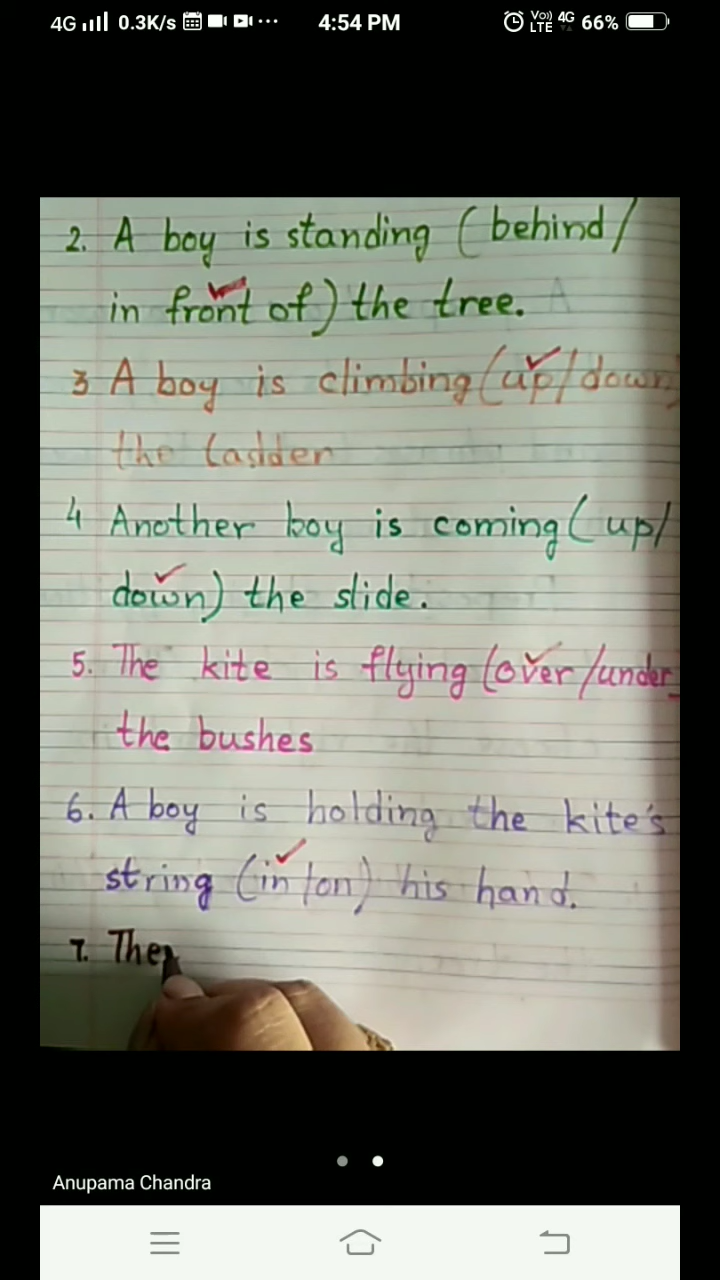 4G 0.3K/s ... 4:54 PM Vo) LTE 4G 66%
2. A boy is standing (behind/
in front of) the tree.
3 A boy is climbing (up/down)
the ladder
4 Another boy is coming (up/
down) the slide.
5. The kite is flying (over/under
the bushes
6. A boy is holding the kite's
string (in/on) his hand.
7. The
Anupama Chandra